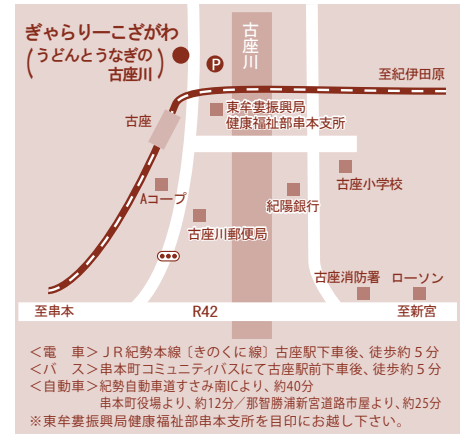 ぎゃらりーこざがわ
(うどんとうなぎの
古座川)
P
古座川
至紀伊田原
東牟婁振興局
健康福祉部串本支所
古座
Aコープ
古座小学校
紀陽銀行
古座川郵便局
古座消防署 ローソン
至串本 R42 至新宮
＜電　車＞ＪＲ紀勢本線〔きのくに線〕古座駅下車後、徒歩約５分
＜バ　ス＞串本町コミュニティバスにて古座駅前下車後、徒歩約５分
＜自動車＞紀勢自動車道すさみ南ICより、約40分
串本町役場より、約12分／那智勝浦新宮道路市屋より、約25分
※東牟婁振興局健康福祉部串本支所を目印にお越し下さい。